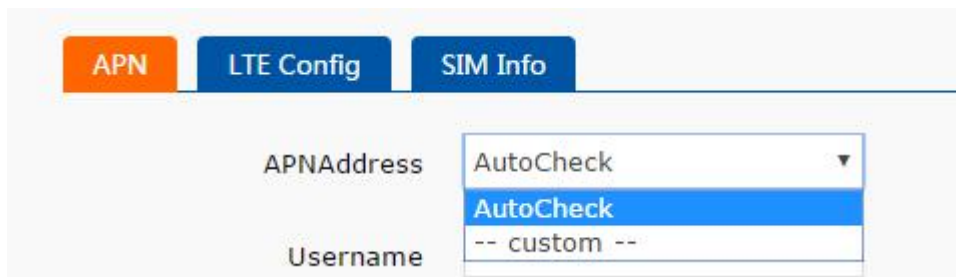 APN LTE Config SIM Info
APNAddress AutoCheck
AutoCheck
-- custom --
Username